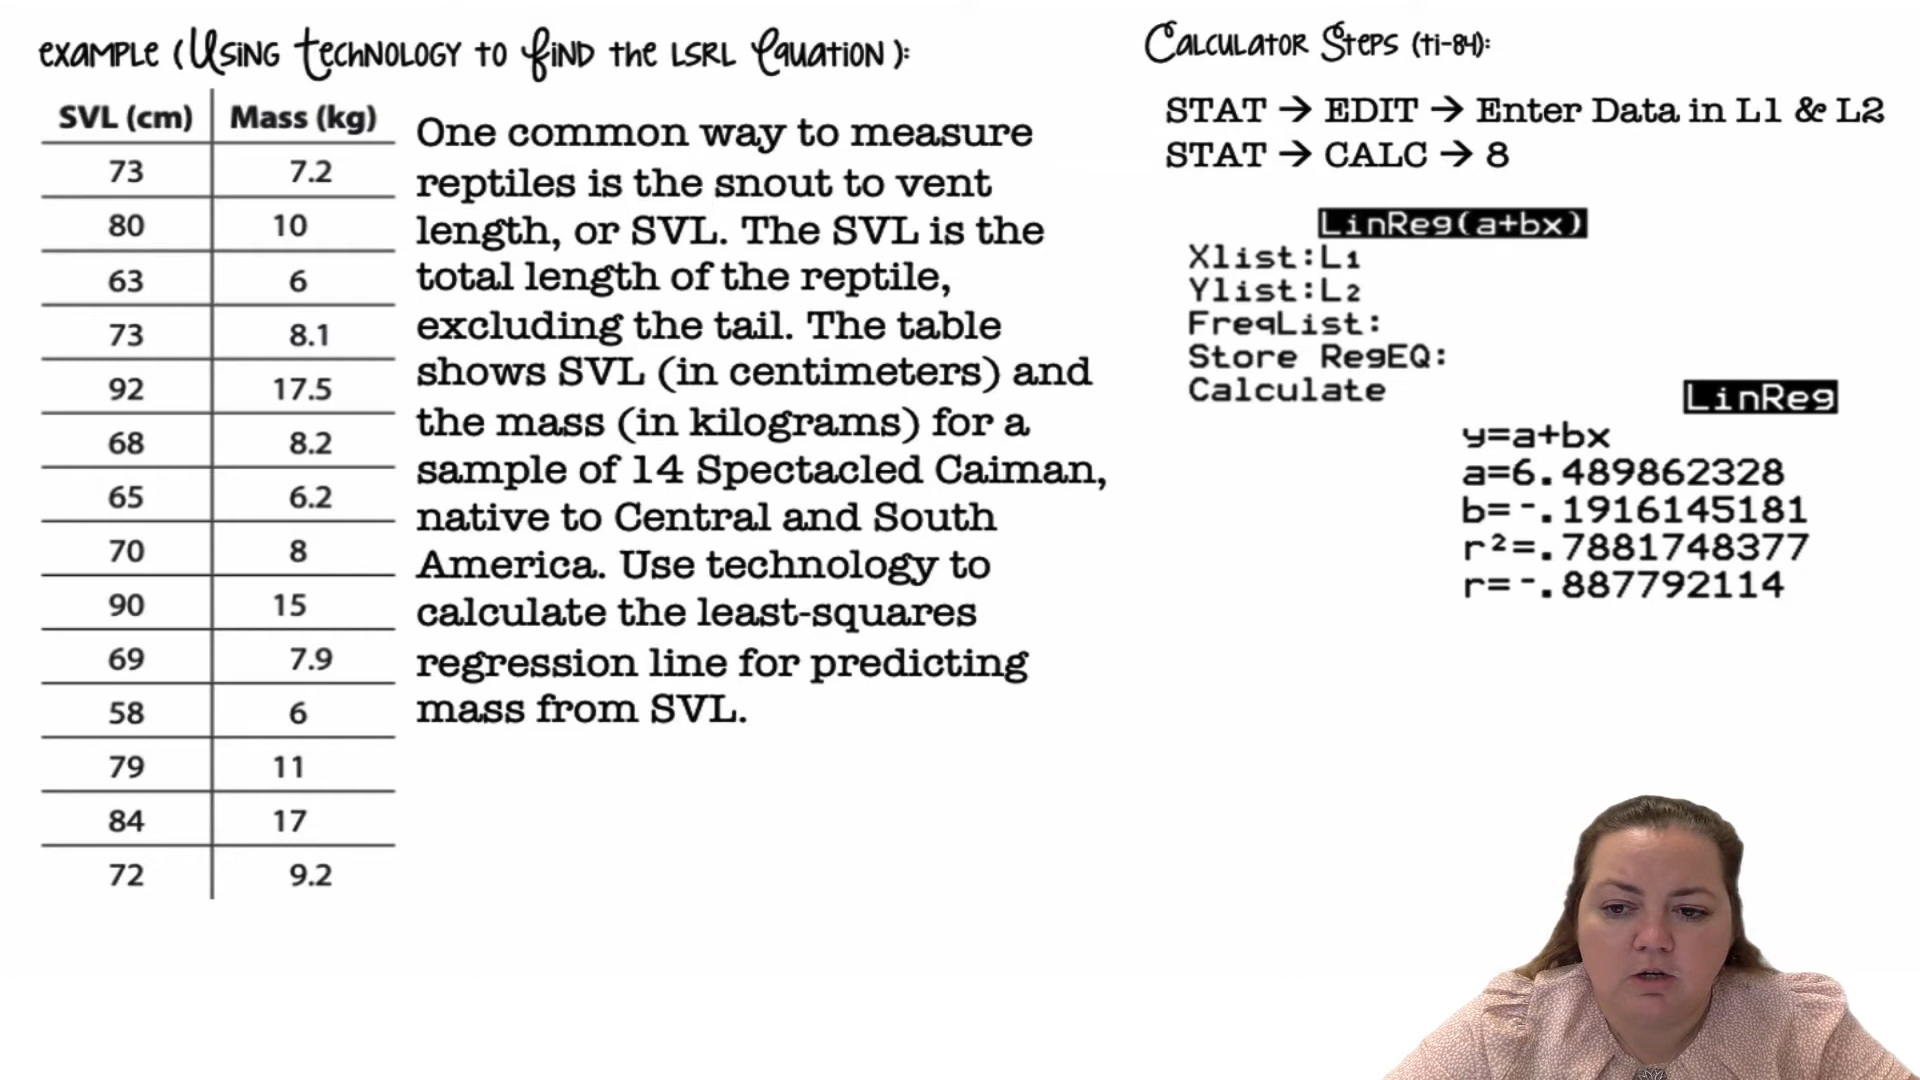 Example (Using Technology to Find the LSRL Equation):
SVL (cm) Mass (kg)
73 7.2
80 10
63 6
73 8.1
92 17.5
68 8.2
65 6.2
70 8
90 15
69 7.9
58 6
79 11
84 17
72 9.2
One common way to measure
reptiles is the snout to vent
length, or SVL. The SVL is the
total length of the reptile,
excluding the tail. The table
shows SVL (in centimeters) and
the mass (in kilograms) for a
sample of 14 Spectacled Caiman,
native to Central and South
America. Use technology to
calculate the least-squares
regression line for predicting
mass from SVL.
Calculator Steps (ti-84):
STAT → EDIT → Enter Data in L1 & L2
STAT → CALC → 8
LinReg(a+bx)
Xlist:L1
Ylist:L2
FreqList:
Store RegEQ:
Calculate
LinReg
y=a+bx
a=6.489862328
b=-.1916145181
r²=.7881748377
r=-.887792114